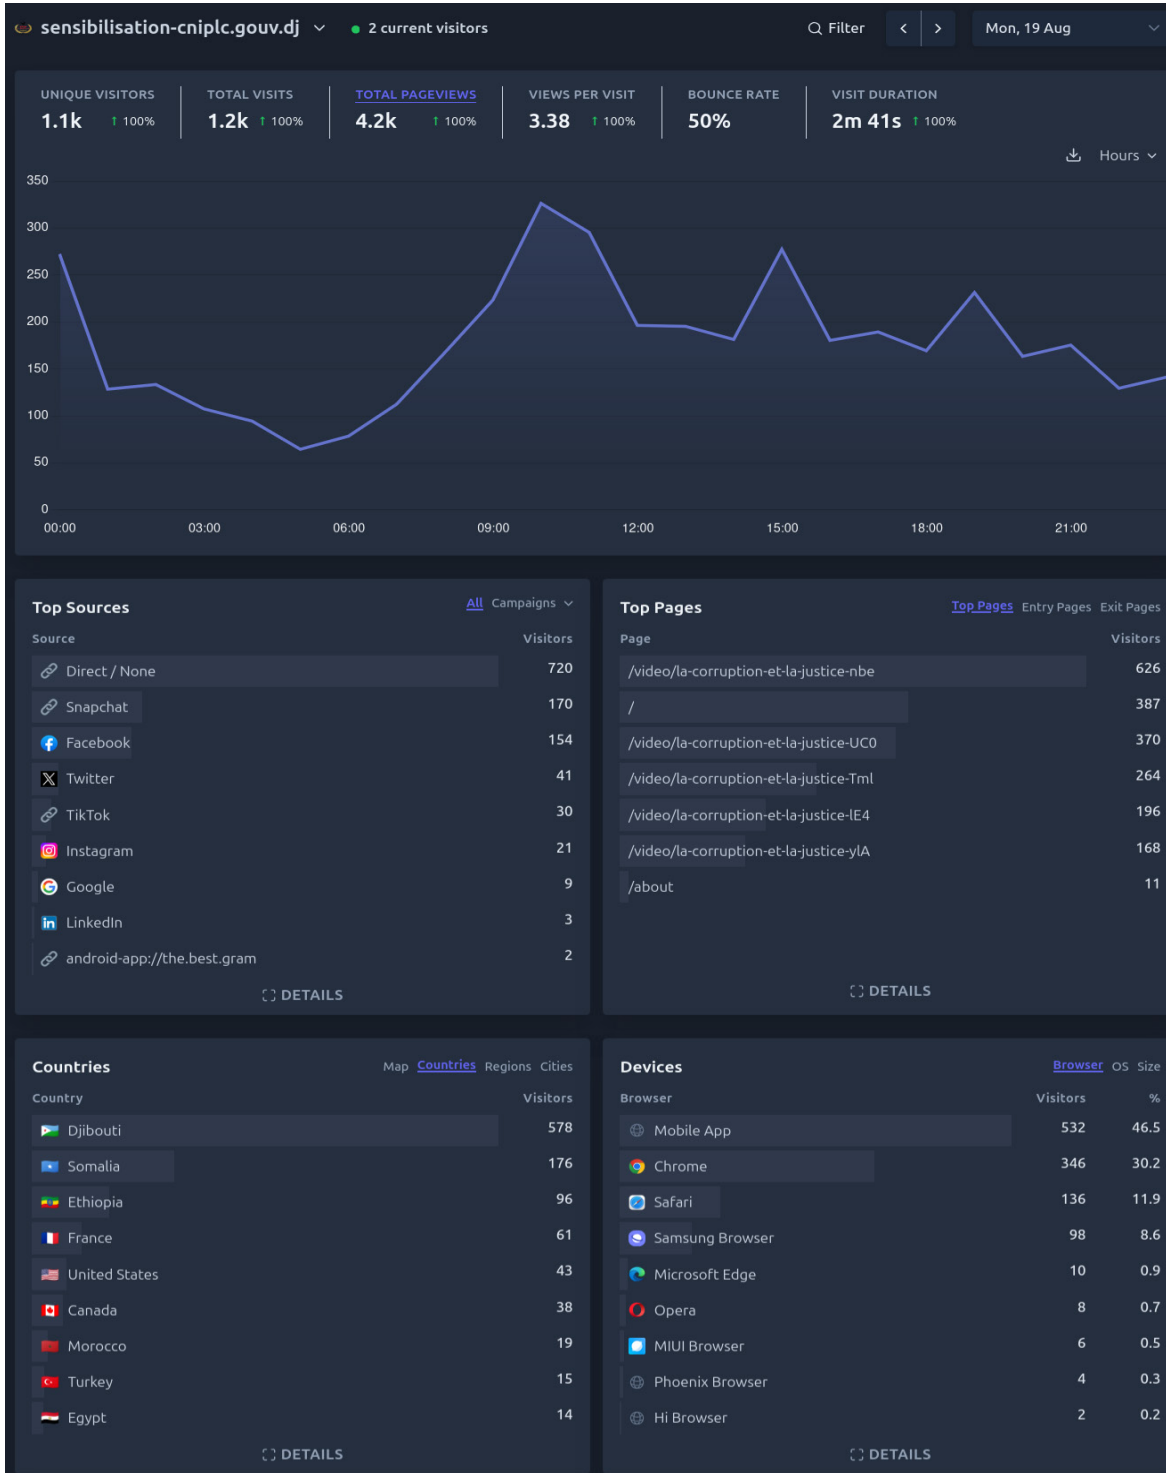 sensibilisation-cniplc.gouv.dj 2 current visitors Filter Mon, 19 Aug
UNIQUE VISITORS TOTAL VISITS TOTAL PAGEVIEWS VIEWS PER VISIT BOUNCE RATE VISIT DURATION
1.1k ↑ 100% 1.2k ↑ 100% 4.2k ↑ 100% 3.38 ↑ 100% 50% 2m 41s ↑ 100%
Hours
350
300
250
200
150
100
50
0
00:00 03:00 06:00 09:00 12:00 15:00 18:00 21:00
Top Sources All Campaigns
Source Visitors
Direct / None 720
Snapchat 170
Facebook 154
Twitter 41
TikTok 30
Instagram 21
Google 9
LinkedIn 3
android-app://the.best.gram 2
DETAILS
Top Pages Top Pages Entry Pages Exit Pages
Page Visitors
/video/la-corruption-et-la-justice-nbe 626
/ 387
/video/la-corruption-et-la-justice-UC0 370
/video/la-corruption-et-la-justice-Tml 264
/video/la-corruption-et-la-justice-lE4 196
/video/la-corruption-et-la-justice-ylA 168
/about 11
DETAILS
Countries Map Countries Regions Cities
Country Visitors
Djibouti 578
Somalia 176
Ethiopia 96
France 61
United States 43
Canada 38
Morocco 19
Turkey 15
Egypt 14
DETAILS
Devices Browser OS Size
Browser Visitors %
Mobile App 532 46.5
Chrome 346 30.2
Safari 136 11.9
Samsung Browser 98 8.6
Microsoft Edge 10 0.9
Opera 8 0.7
MIUI Browser 6 0.5
Phoenix Browser 4 0.3
Hi Browser 2 0.2
DETAILS